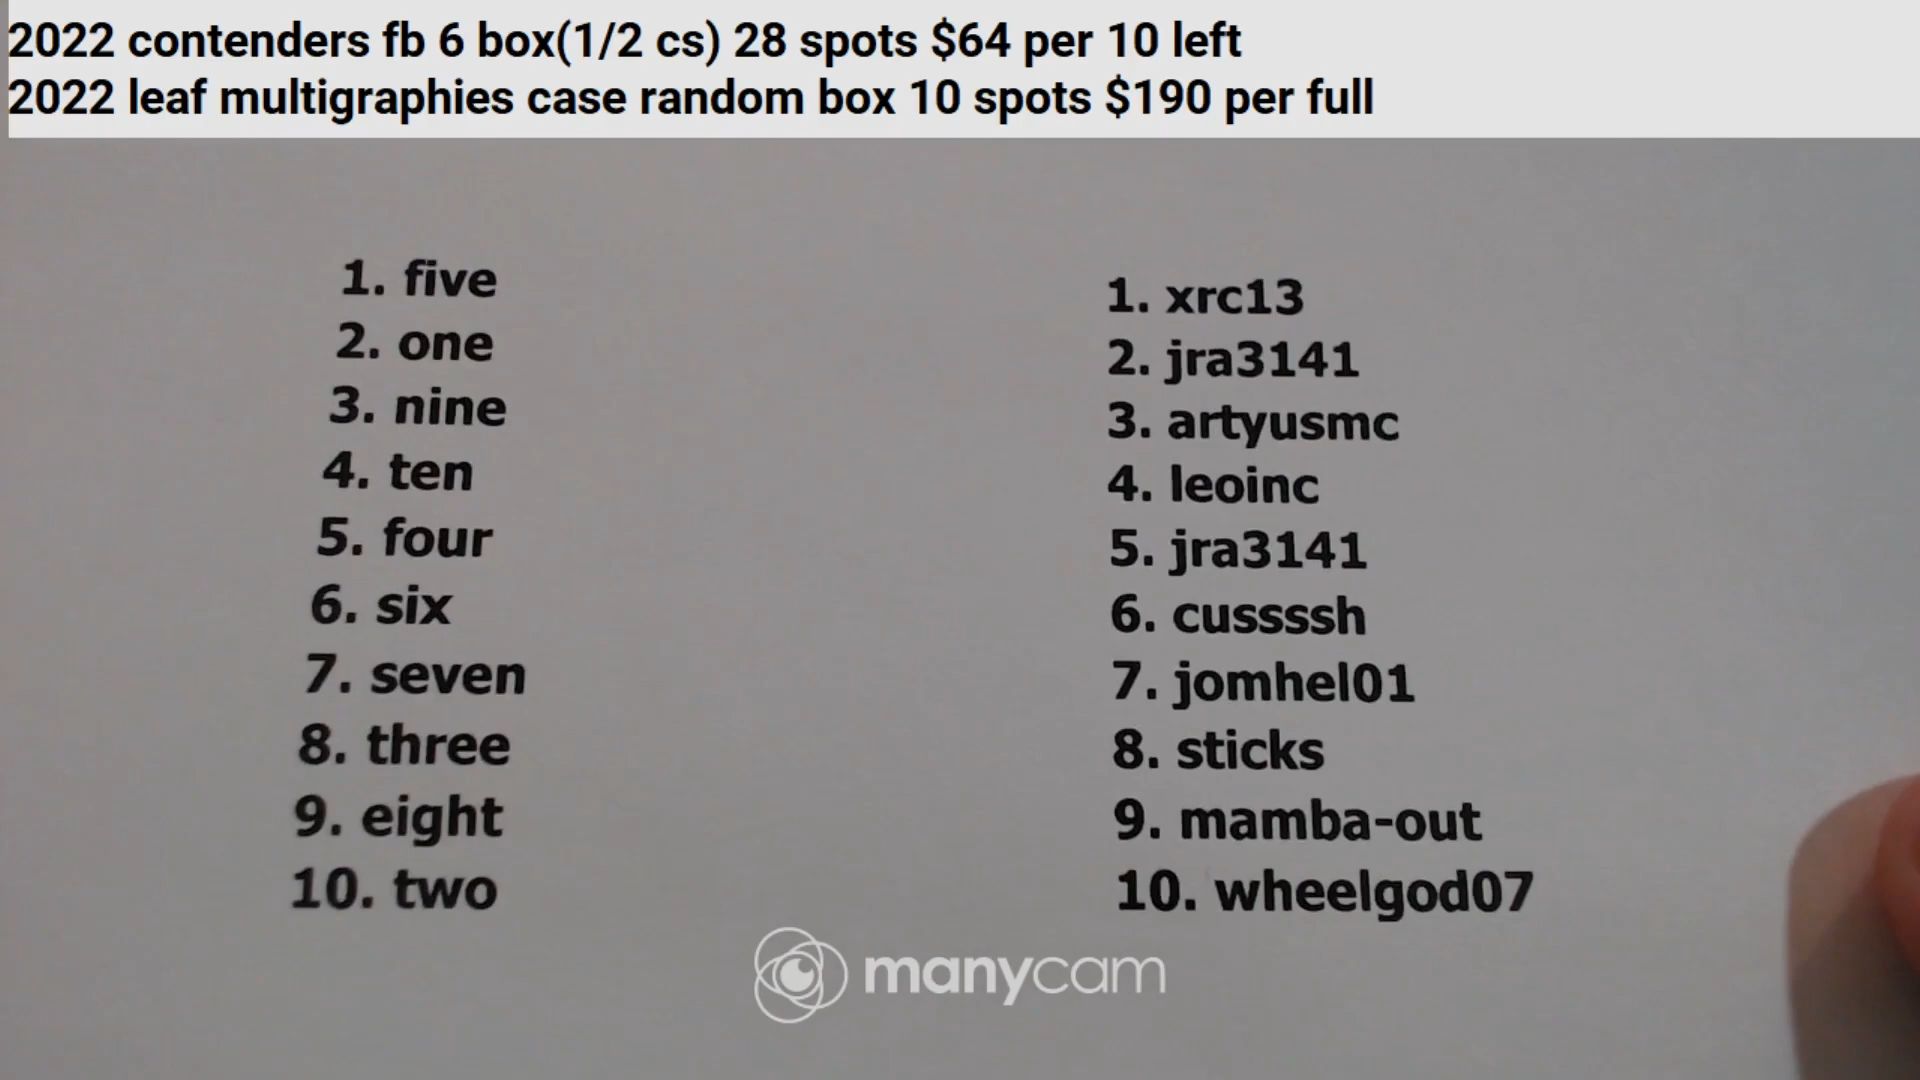 2022 contenders fb 6 box(1/2 cs) 28 spots $64 per 10 left
2022 leaf multigraphies case random box 10 spots $190 per full
1. five
2. one
3. nine
4. ten
5. four
6. six
7. seven
8. three
9. eight
10. two
1. xrc13
2. jra3141
3. artyusmc
4. leoinc
5. jra3141
6. cussssh
7. jomhel01
8. sticks
9. mamba-out
10. wheelgod07
manycam